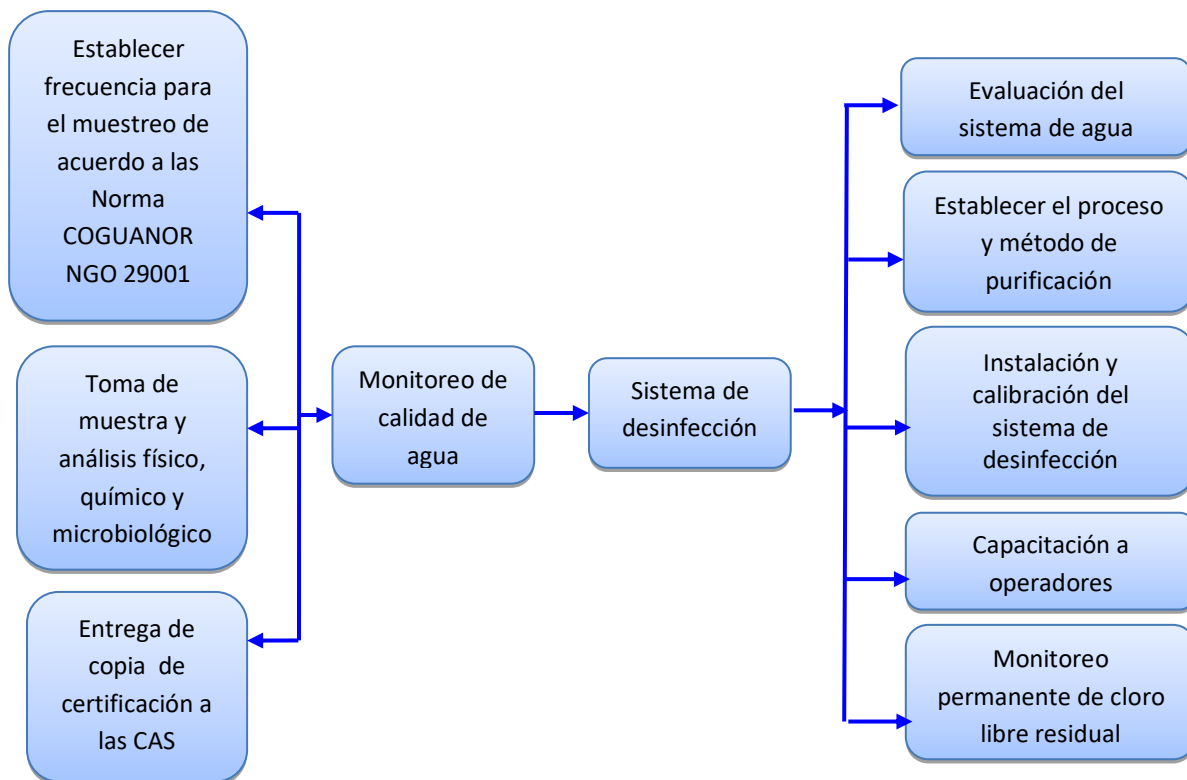 Establecer
frecuencia para
el muestreo de
acuerdo a las
Norma
COGUANOR
NGO 29001
Toma de
muestra y
análisis físico,
químico y
microbiológico
Entrega de
copia de
certificación a
las CAS
Monitoreo de
calidad de
agua
Sistema de
desinfección
Evaluación del
sistema de agua
Establecer el proceso
y método de
purificación
Instalación y
calibración del
sistema de
desinfección
Capacitación a
operadores
Monitoreo
permanente de cloro
libre residual